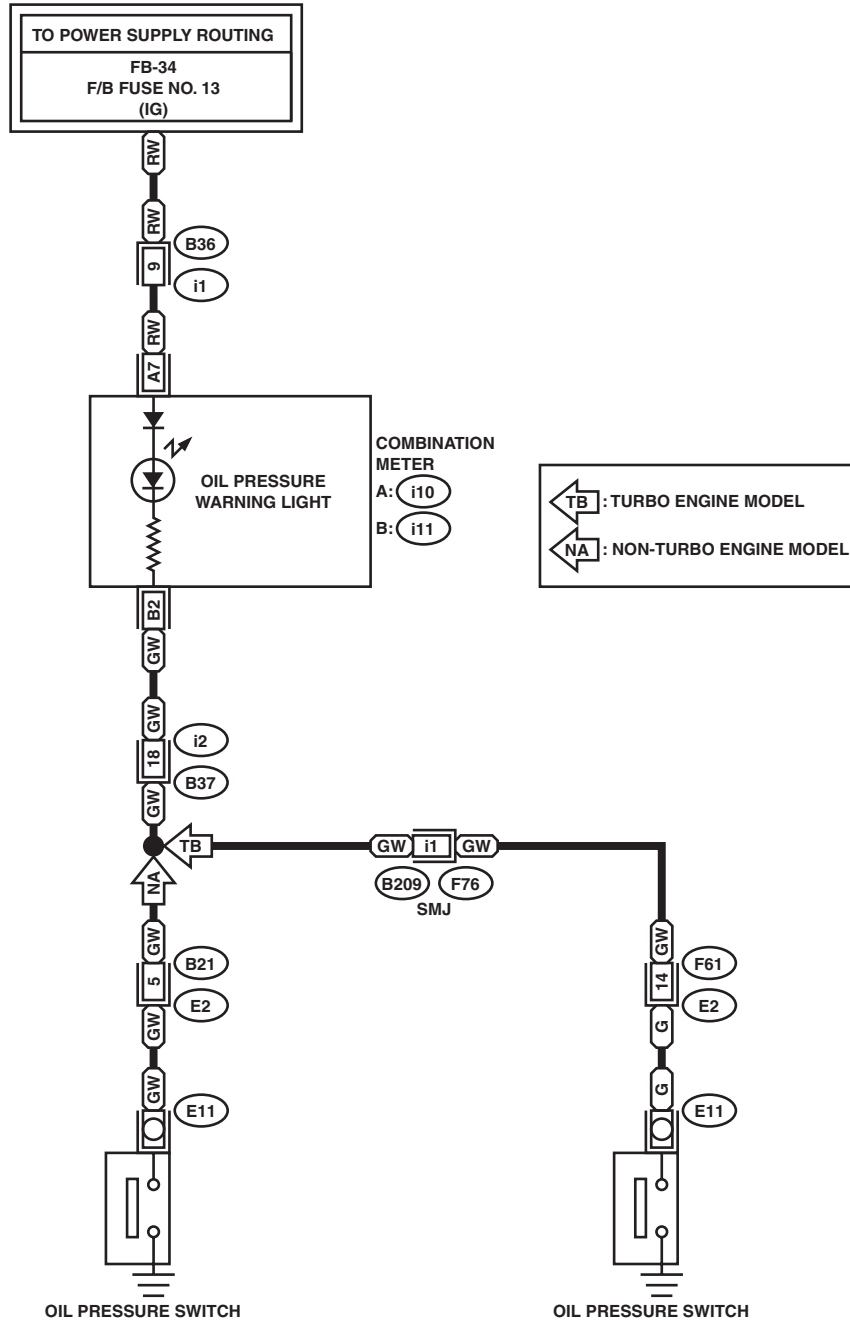 TO POWER SUPPLY ROUTING
FB-34
F/B FUSE NO. 13
(IG)
RW
RW
B36
9
i1
RW
A7
COMBINATION
METER
A: i10
B: i11
OIL PRESSURE
WARNING LIGHT
TB : TURBO ENGINE MODEL
NA : NON-TURBO ENGINE MODEL
B2
GW
GW
i2
18
B37
GW
TB
GW i1 GW
B209 F76
SMJ
NA
GW
B21
5
E2
GW
GW
E11
GW
F61
14
E2
G
G
E11
OIL PRESSURE SWITCH
OIL PRESSURE SWITCH